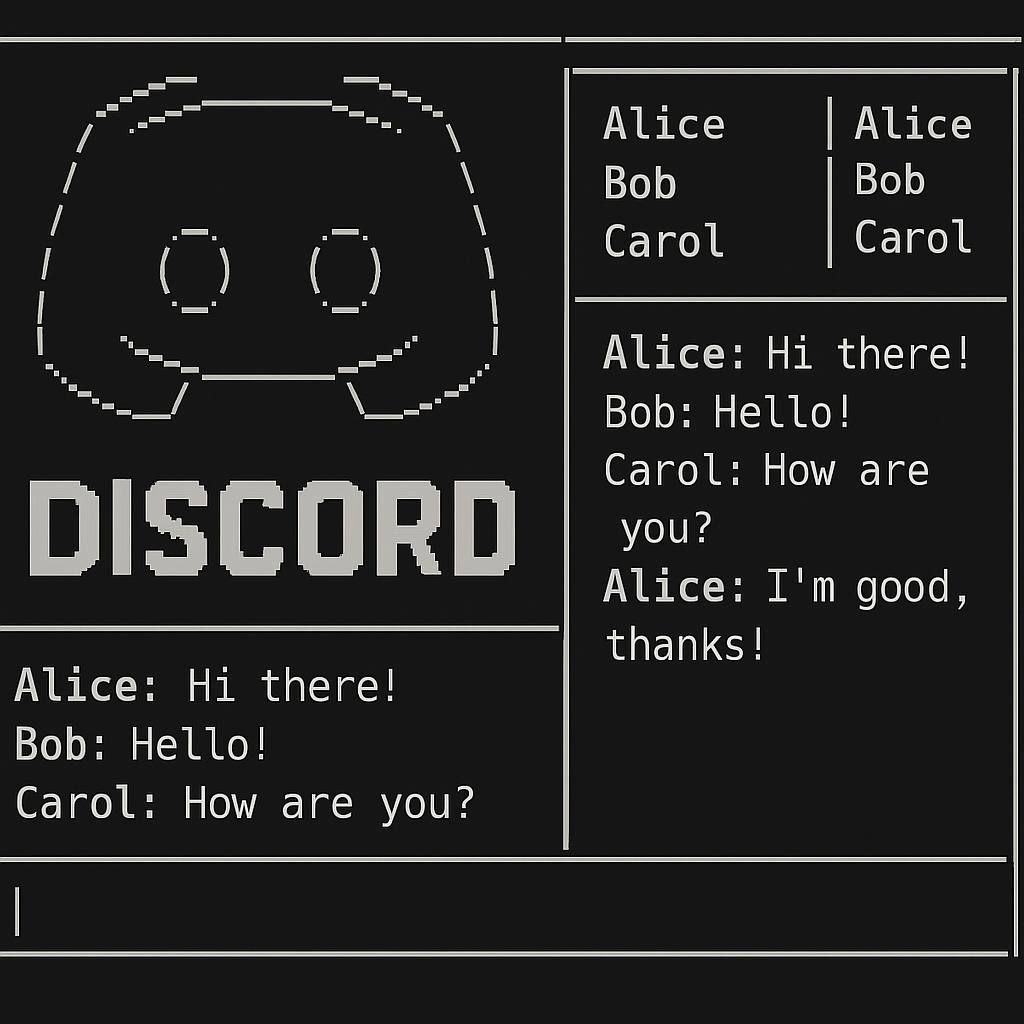 DISCORD
Alice: Hi there!
Bob: Hello!
Carol: How are you?
Alice | Alice
Bob | Bob
Carol | Carol
Alice: Hi there!
Bob: Hello!
Carol: How are
you?
Alice: I'm good,
thanks!